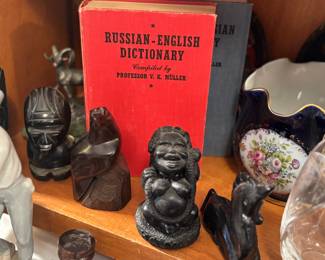 RUSSIAN-ENGLISH
DICTIONARY
Compiled by
PROFESSOR V. K. MÜLLER